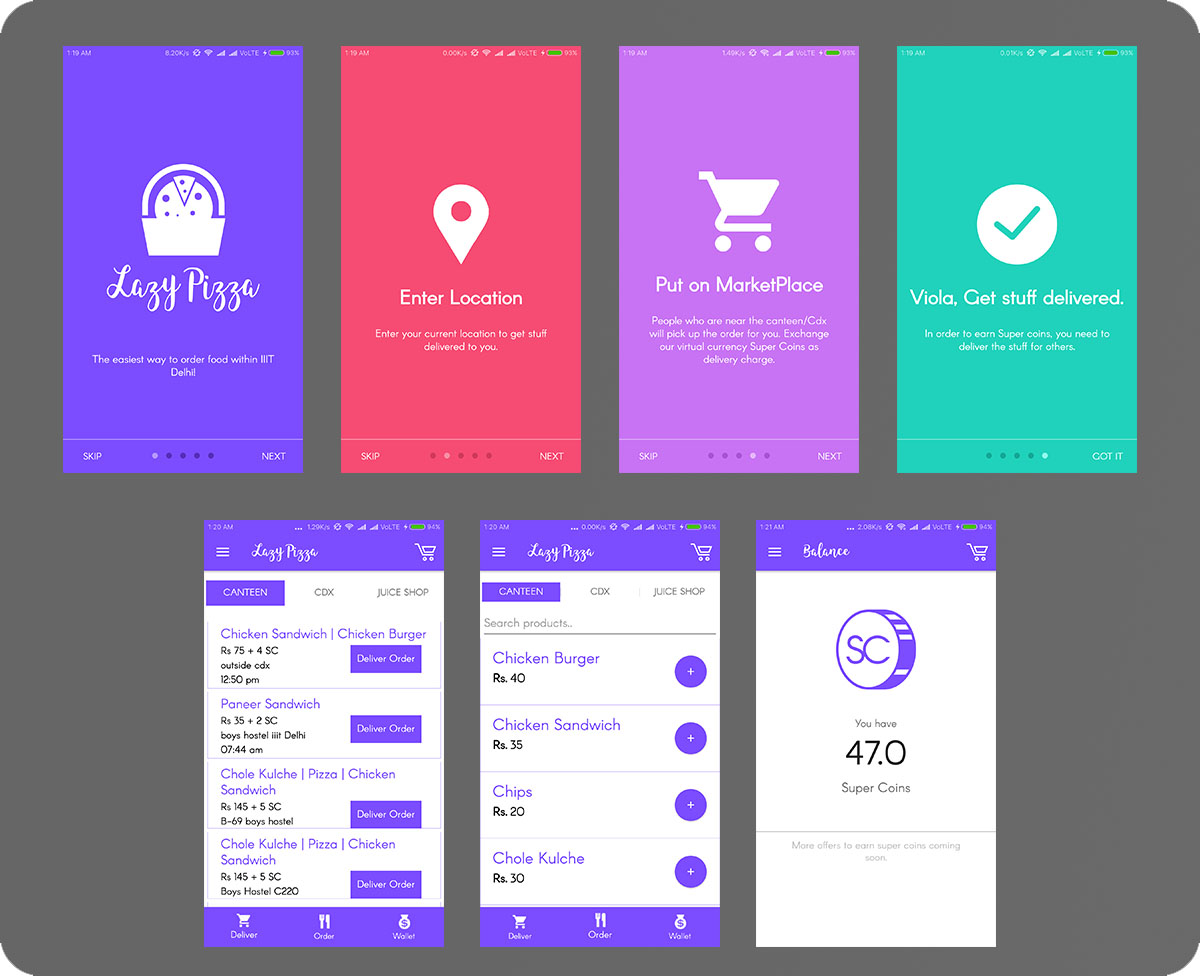 1:19 AM 8.20K/s VoLTE 93%
Lazy Pizza
The easiest way to order food within IIIT
Delhi!
SKIP NEXT
1:19 AM 0.00K/s VoLTE 93%
Enter Location
Enter your current location to get stuff
delivered to you.
SKIP NEXT
1:19 AM 1.49K/s VoLTE 93%
Put on MarketPlace
People who are near the canteen/Cdx
will pick up the order for you. Exchange
our virtual currency Super Coins as
delivery charge.
SKIP NEXT
1:19 AM 0.01K/s VoLTE 93%
Viola, Get stuff delivered.
In order to earn Super coins, you need to
deliver the stuff for others.
GOT IT
1:20 AM ... 1.29K/s VoLTE 94%
Lazy Pizza
CANTEEN CDX JUICE SHOP
Chicken Sandwich | Chicken Burger
Rs 75 + 4 SC
outside cdx
12:50 pm
Deliver Order
Paneer Sandwich
Rs 35 + 2 SC
boys hostel iiit Delhi
07:44 am
Deliver Order
Chole Kulche | Pizza | Chicken
Sandwich
Rs 145 + 5 SC
B-69 boys hostel
Deliver Order
Chole Kulche | Pizza | Chicken
Sandwich
Rs 145 + 5 SC
Boys Hostel C220
Deliver Order
Deliver Order Wallet
1:20 AM ... 0.00K/s VoLTE 94%
Lazy Pizza
CANTEEN CDX JUICE SHOP
Search products..
Chicken Burger
Rs. 40
+
Chicken Sandwich
Rs. 35
+
Chips
Rs. 20
+
Chole Kulche
Rs. 30
+
Deliver Order Wallet
1:21 AM ... 2.08K/s VoLTE 94%
Balance
SC
You have
47.0
Super Coins
More offers to earn super coins coming
soon.